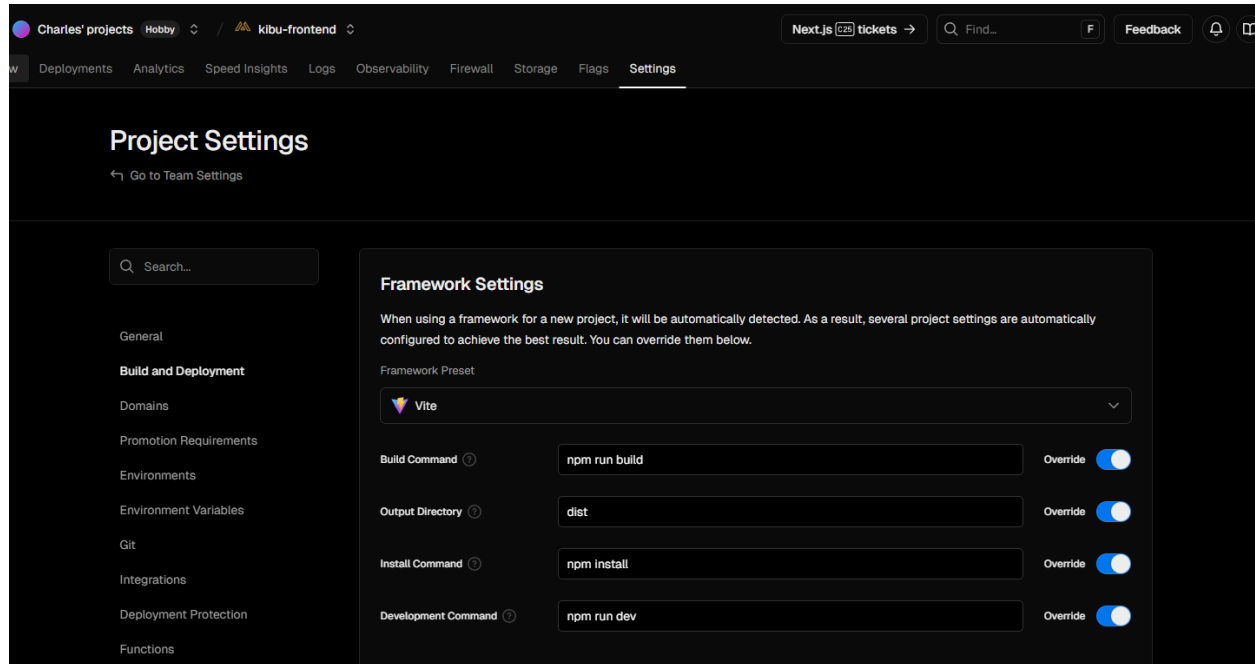 Charles' projects Hobby / kibu-frontend
Next.js C25 tickets → Find... F Feedback
w Deployments Analytics Speed Insights Logs Observability Firewall Storage Flags Settings
Project Settings
Go to Team Settings
Search...
General
Build and Deployment
Domains
Promotion Requirements
Environments
Environment Variables
Git
Integrations
Deployment Protection
Functions
Framework Settings
When using a framework for a new project, it will be automatically detected. As a result, several project settings are automatically
configured to achieve the best result. You can override them below.
Framework Preset
Vite
Build Command ? npm run build Override
Output Directory ? dist Override
Install Command ? npm install Override
Development Command ? npm run dev Override